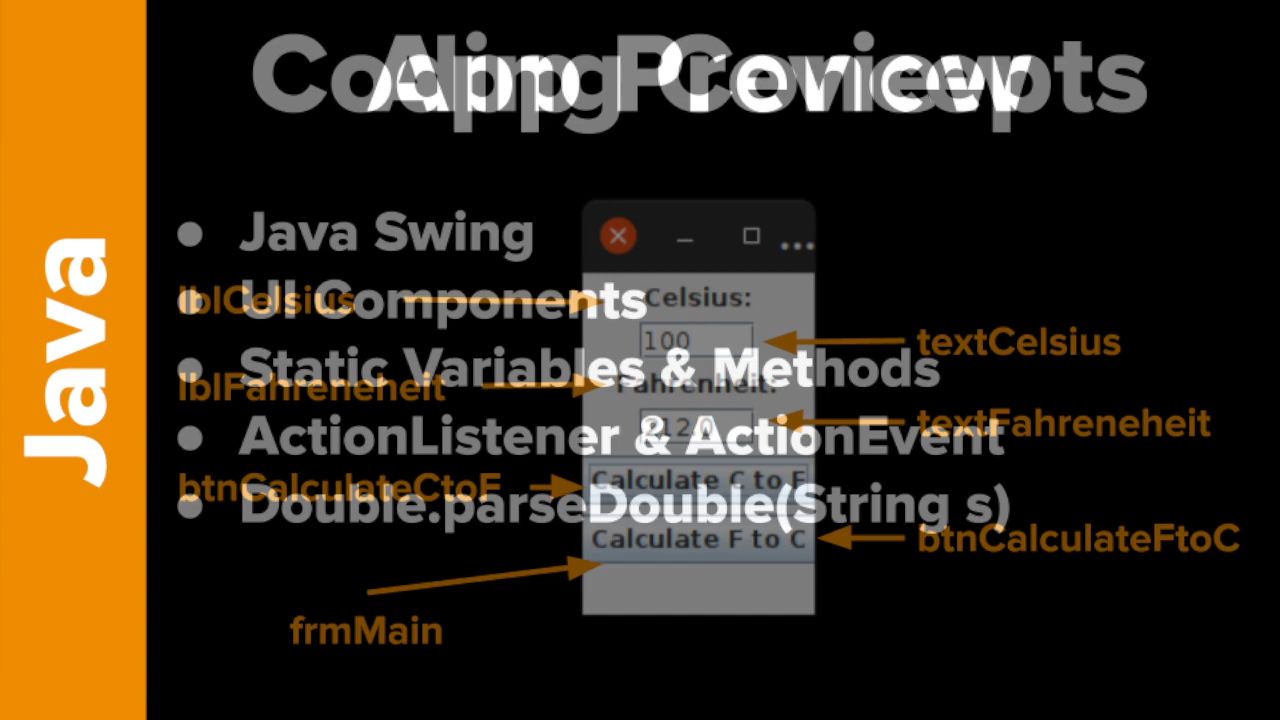 Java
Coding Concepts
App Preview
Java Swing
UI Components
Static Variables & Methods
ActionListener & ActionEvent
Double.parseDouble(String s)
lblCelsius
Celsius:
100
textCelsius
lblFahreneheit
Fahrenheit:
212.0
textFahreneheit
btnCalculateCtoF
Calculate C to F
Calculate F to C
btnCalculateFtoC
frmMain